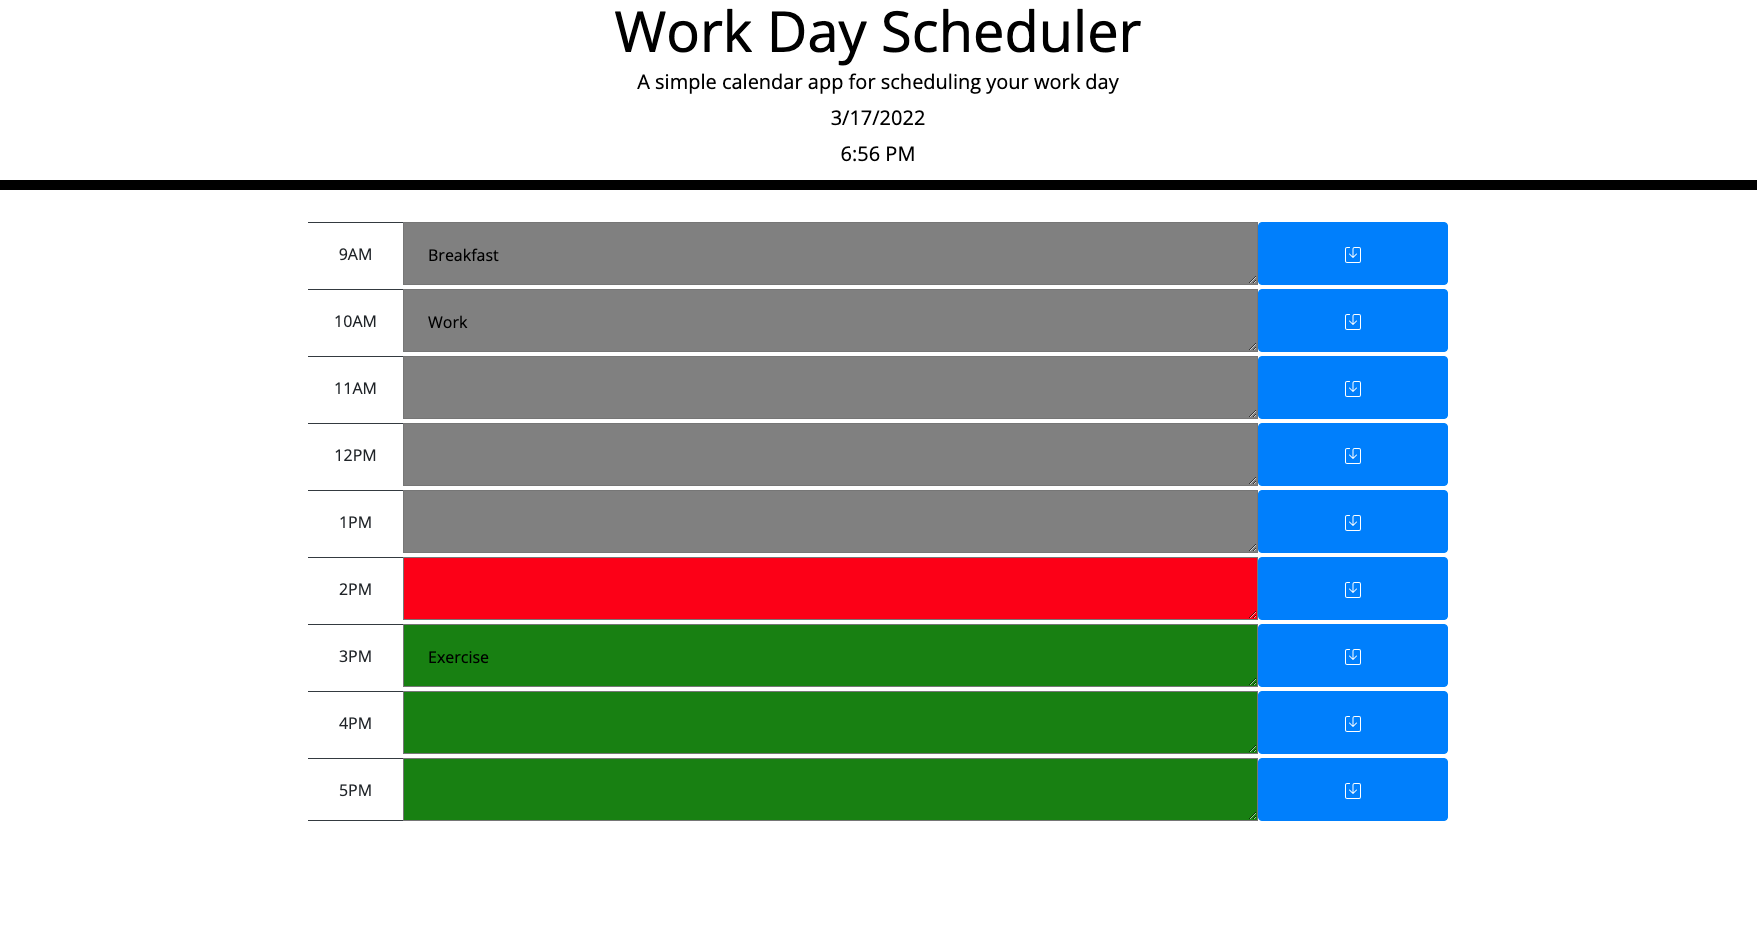 Work Day Scheduler
A simple calendar app for scheduling your work day
3/17/2022
6:56 PM
9AM Breakfast
10AM Work
11AM
12PM
1PM
2PM
3PM Exercise
4PM
5PM